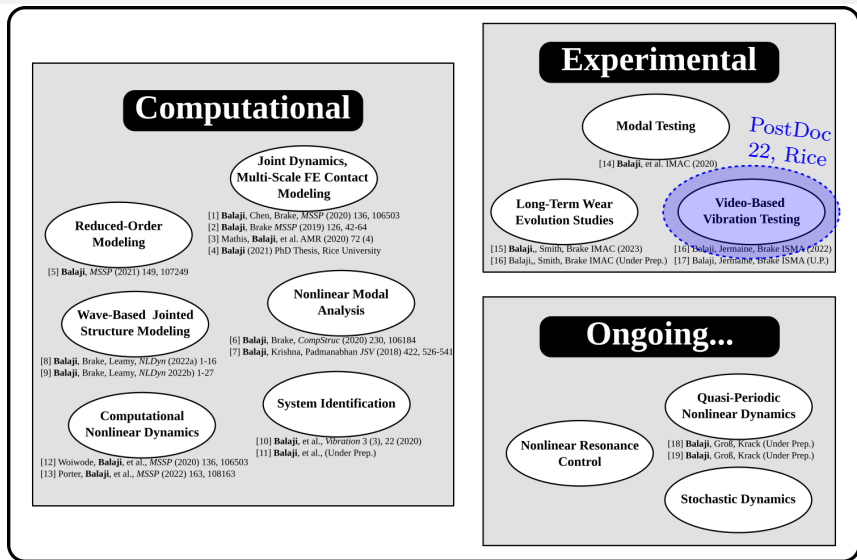 Computational
Joint Dynamics,
Multi-Scale FE Contact
Modeling
[1] Balaji, Chen, Brake, MSSP (2020) 136, 106503
[2] Balaji, Brake MSSP (2019) 126, 42-64
[3] Mathis, Balaji, et al. AMR (2020) 72 (4)
[4] Balaji (2021) PhD Thesis, Rice University
Reduced-Order
Modeling
[5] Balaji, MSSP (2021) 149, 107249
Nonlinear Modal
Analysis
[6] Balaji, Brake, CompStruc (2020) 230, 106184
[7] Balaji, Krishna, Padmanabhan JSV (2018) 422, 526-541
Wave-Based Jointed
Structure Modeling
[8] Balaji, Brake, Leamy, NLDyn (2022a) 1-16
[9] Balaji, Brake, Leamy, NLDyn 2022b) 1-27
System Identification
[10] Balaji, et al., Vibration 3 (3), 22 (2020)
[11] Balaji, et al., (Under Prep.)
Computational
Nonlinear Dynamics
[12] Woiwode, Balaji, et al., MSSP (2020) 136, 106503
[13] Porter, Balaji, et al., MSSP (2022) 163, 108163
Experimental
Modal Testing
[14] Balaji, et al. IMAC (2020)
PostDoc
22, Rice
Long-Term Wear
Evolution Studies
[15] Balaji,, Smith, Brake IMAC (2023)
[16] Balaji,, Smith, Brake IMAC (Under Prep.)
Video-Based
Vibration Testing
[16] Balaji, Jermaine, Brake ISMA (2022)
[17] Balaji, Jermaine, Brake ISMA (U.P.)
Ongoing...
Quasi-Periodic
Nonlinear Dynamics
[18] Balaji, Groß, Krack (Under Prep.)
[19] Balaji, Groß, Krack (Under Prep.)
Nonlinear Resonance
Control
Stochastic Dynamics